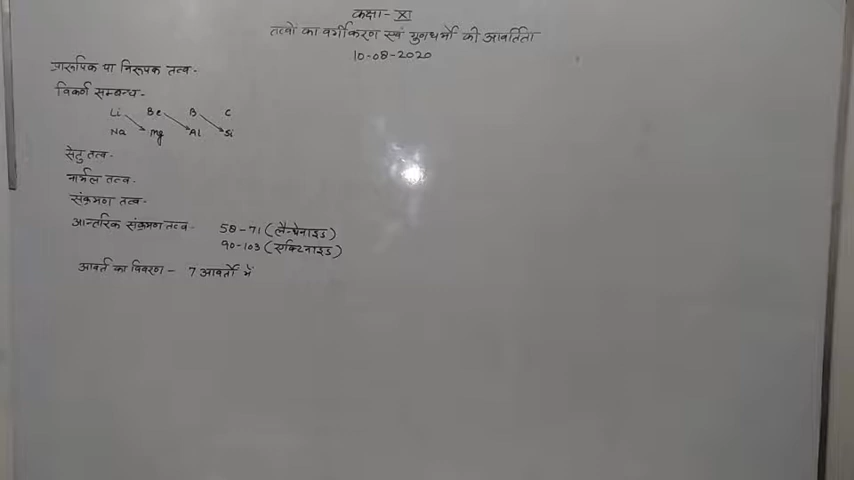 कक्षा- XI
तत्वों का वर्गीकरण एवं गुणधर्मो की आवर्तिता
10-08-2020
प्रारूपिक या निरूपक तत्व -
विकर्ण सम्बन्ध -
Li Be B C
Na Mg Al Si
सेतु तत्व -
नार्मल तत्व -
संक्रमण तत्व -
आन्तरिक संक्रमण तत्व - 58-71 (लैन्थेनाइड)
90-103 (एक्टिनाइड)
आवर्त का विवरण - 7 आवर्तो में